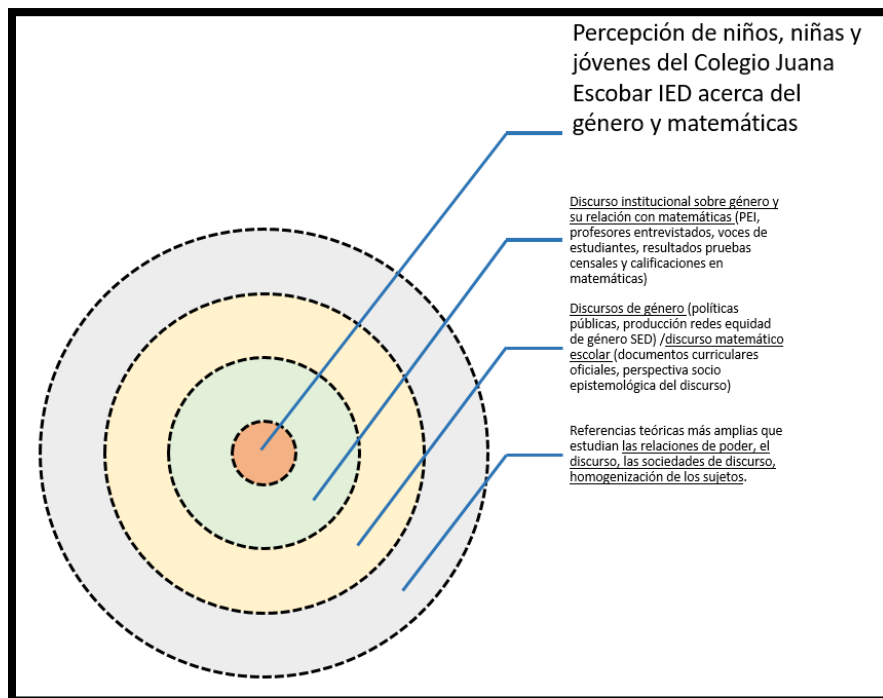 Percepción de niños, niñas y
jóvenes del Colegio Juana
Escobar IED acerca del
género y matemáticas
Discurso institucional sobre género y
su relación con matemáticas (PEI,
profesores entrevistados, voces de
estudiantes, resultados pruebas
censales y calificaciones en
matemáticas)
Discursos de género (políticas
públicas, producción redes equidad
de género SED) /discurso matemático
escolar (documentos curriculares
oficiales, perspectiva socio
epistemológica del discurso)
Referencias teóricas más amplias que
estudian las relaciones de poder, el
discurso, las sociedades de discurso,
homogenización de los sujetos.